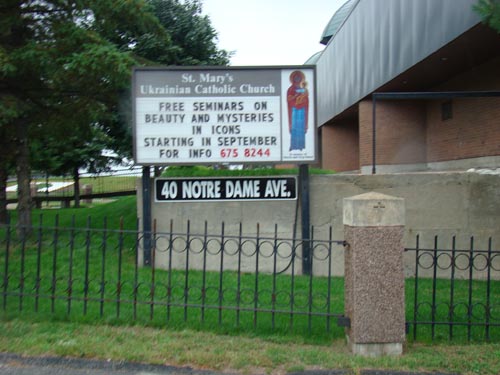 St. Mary's
Ukrainian Catholic Church
FREE SEMINARS ON
BEAUTY AND MYSTERIES
IN ICONS
STARTING IN SEPTEMBER
FOR INFO 675 8244
40 NOTRE DAME AVE.